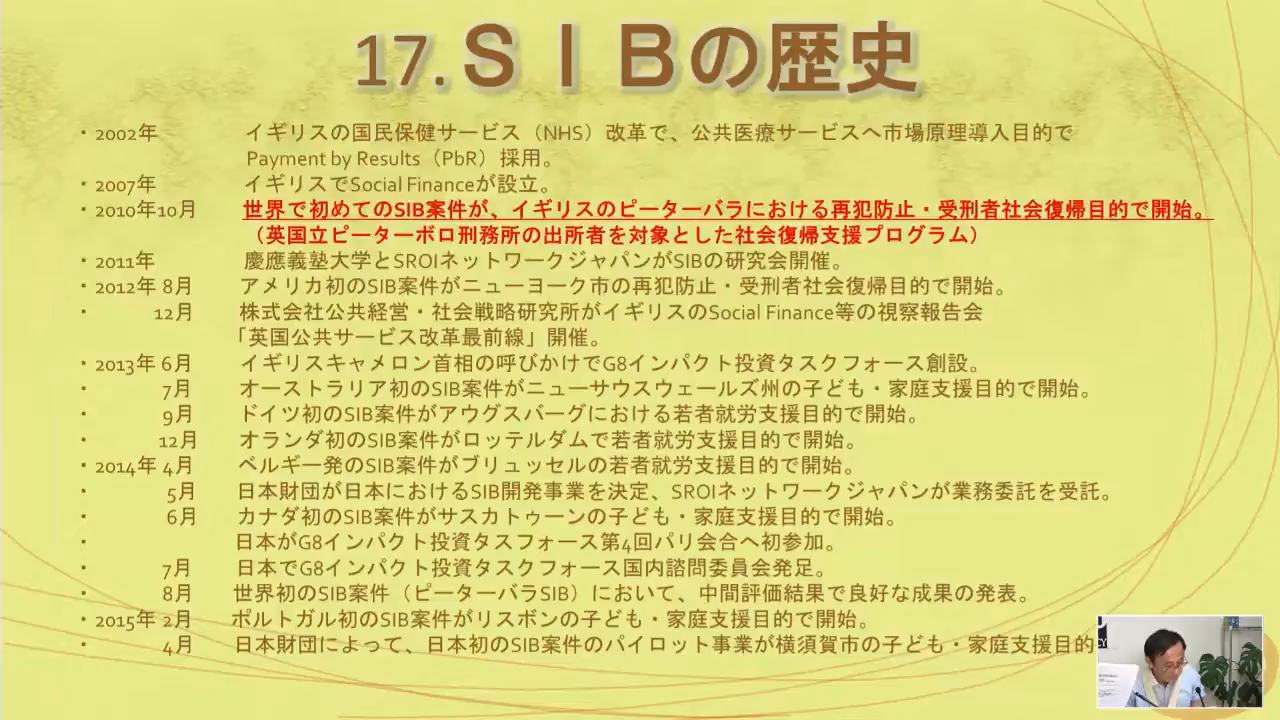 17.ＳＩＢの歴史
・2002年 イギリスの国民保健サービス（NHS）改革で、公共医療サービスへ市場原理導入目的で
Payment by Results（PbR）採用。
・2007年 イギリスでSocial Financeが設立。
・2010年10月 世界で初めてのSIB案件が、イギリスのピーターバラにおける再犯防止・受刑者社会復帰目的で開始。
（英国立ピーターボロ刑務所の出所者を対象とした社会復帰支援プログラム）
・2011年 慶應義塾大学とSROIネットワークジャパンがSIBの研究会開催。
・2012年 8月 アメリカ初のSIB案件がニューヨーク市の再犯防止・受刑者社会復帰目的で開始。
・ 12月 株式会社公共経営・社会戦略研究所がイギリスのSocial Finance等の視察報告会
「英国公共サービス改革最前線」開催。
・2013年 6月 イギリスキャメロン首相の呼びかけでG8インパクト投資タスクフォース創設。
・ 7月 オーストラリア初のSIB案件がニューサウスウェールズ州の子ども・家庭支援目的で開始。
・ 9月 ドイツ初のSIB案件がアウグスバーグにおける若者就労支援目的で開始。
・ 12月 オランダ初のSIB案件がロッテルダムで若者就労支援目的で開始。
・2014年 4月 ベルギー発のSIB案件がブリュッセルの若者就労支援目的で開始。
・ 5月 日本財団が日本におけるSIB開発事業を決定、SROIネットワークジャパンが業務委託を受託。
・ 6月 カナダ初のSIB案件がサスカトゥーンの子ども・家庭支援目的で開始。
・ 日本がG8インパクト投資タスフォース第4回パリ会合へ初参加。
・ 7月 日本でG8インパクト投資タスクフォース国内諮問委員会発足。
・ 8月 世界初のSIB案件（ピーターバラSIB）において、中間評価結果で良好な成果の発表。
・2015年 2月 ポルトガル初のSIB案件がリスボンの子ども・家庭支援目的で開始。
・ 4月 日本財団によって、日本初のSIB案件のパイロット事業が横須賀市の子ども・家庭支援目的